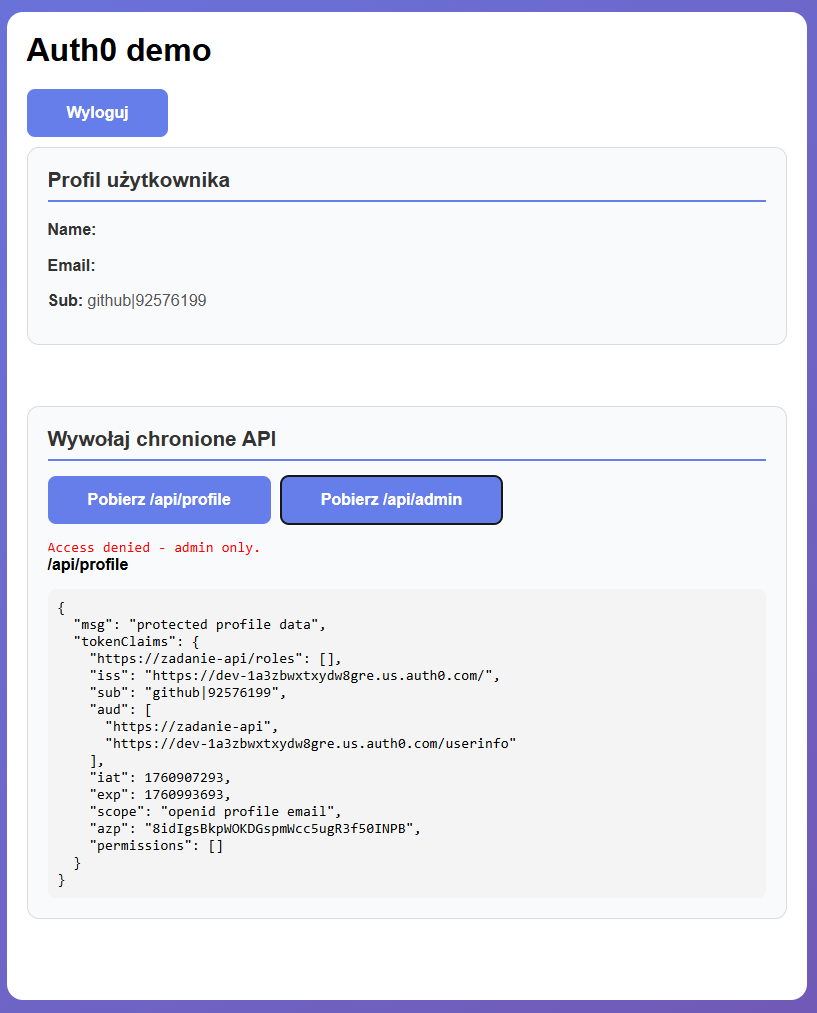 Auth0 demo
Wyloguj
Profil użytkownika
Name:
Email:
Sub: github|92576199
Wywołaj chronione API
Pobierz /api/profile
Pobierz /api/admin
Access denied - admin only.
/api/profile
{
  "msg": "protected profile data",
  "tokenClaims": {
    "https://zadanie-api/roles": [],
    "iss": "https://dev-1a3zbwxtxydw8gre.us.auth0.com/",
    "sub": "github|92576199",
    "aud": [
      "https://zadanie-api",
      "https://dev-1a3zbwxtxydw8gre.us.auth0.com/userinfo"
    ],
    "iat": 1760907293,
    "exp": 1760993693,
    "scope": "openid profile email",
    "azp": "8idIgsBkpWOKDGspmWcc5ugR3f50INPB",
    "permissions": []
  }
}